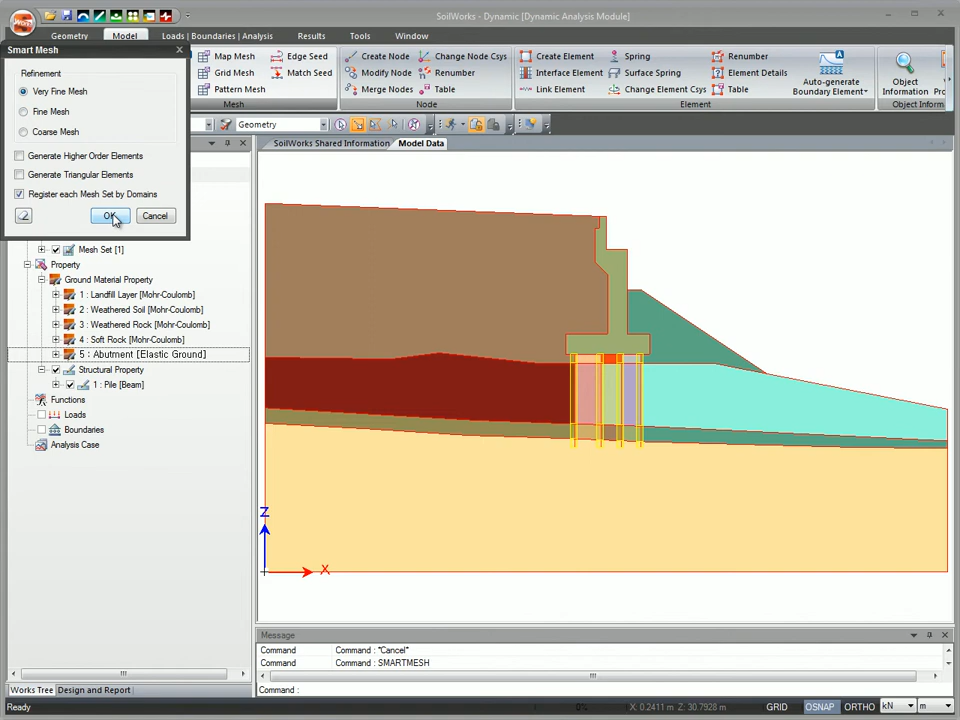 SoilWorks - Dynamic [Dynamic Analysis Module]
Geometry Model Loads | Boundaries | Analysis Results Tools Window
Smart Mesh
Refinement
Very Fine Mesh
Fine Mesh
Coarse Mesh
Generate Higher Order Elements
Generate Triangular Elements
Register each Mesh Set by Domains
OK Cancel
Map Mesh Edge Seed
Grid Mesh Match Seed
Pattern Mesh
Mesh
Create Node Change Node Csys
Modify Node Renumber
Merge Nodes Table
Node
Create Element Spring Renumber
Interface Element Surface Spring Element Details
Link Element Change Element Csys Table
Element
Auto-generate
Boundary Element
Object
Information
Object Inform
Geometry
SoilWorks Shared Information Model Data
Mesh Set [1]
Property
Ground Material Property
1 : Landfill Layer [Mohr-Coulomb]
2 : Weathered Soil [Mohr-Coulomb]
3 : Weathered Rock [Mohr-Coulomb]
4 : Soft Rock [Mohr-Coulomb]
5 : Abutment [Elastic Ground]
Structural Property
1 : Pile [Beam]
Functions
Loads
Boundaries
Analysis Case
Z
X
Message
Command Command : *Cancel*
Command Command : SMARTMESH
Command :
Works Tree Design and Report
Ready 0% X: 0.2411 m Z: 30.7928 m GRID OSNAP ORTHO kN m